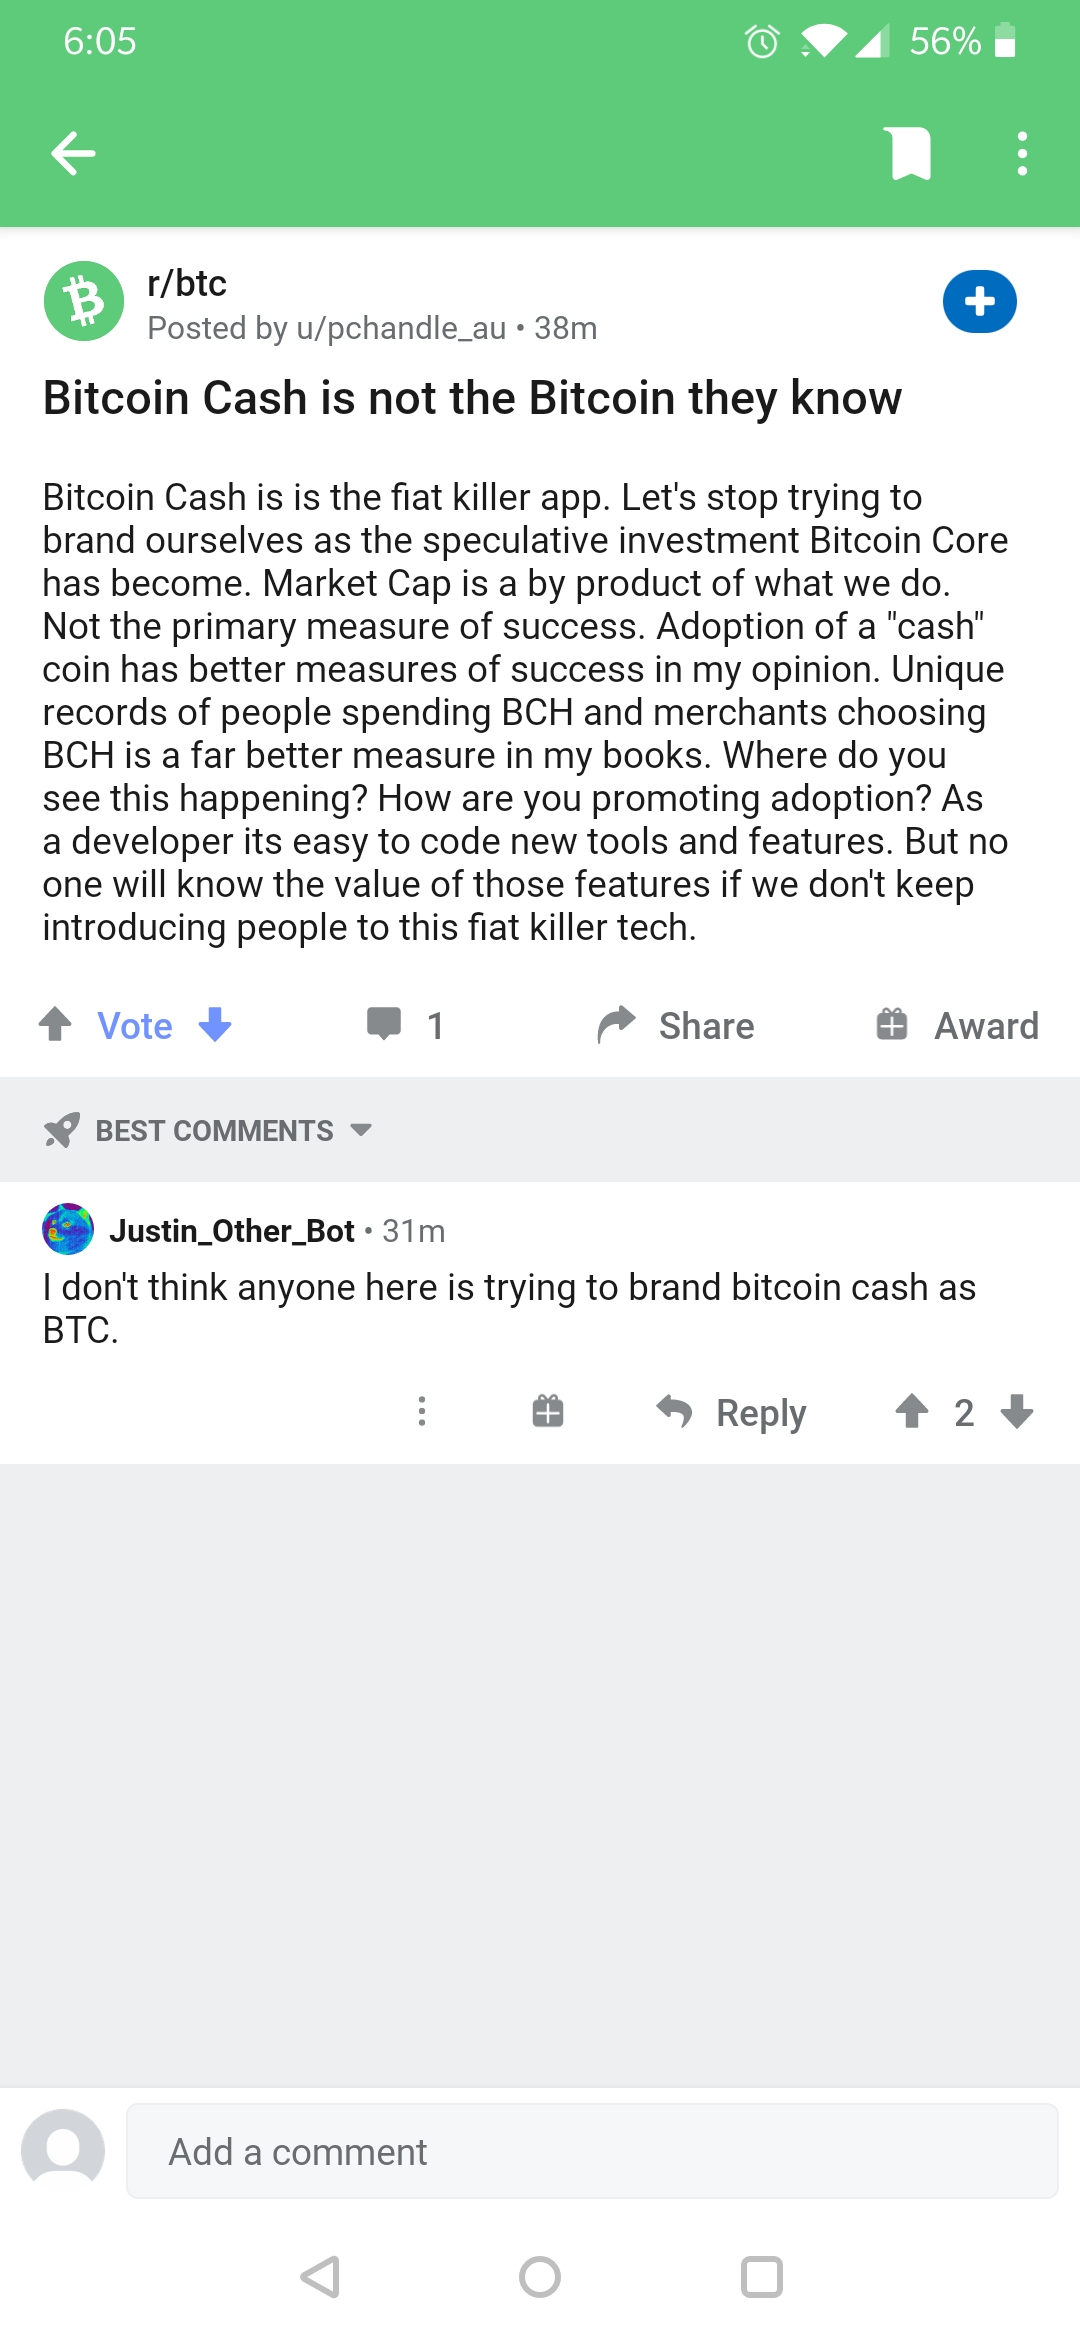 6:05
56%
r/btc
Posted by u/pchandle_au • 38m
Bitcoin Cash is not the Bitcoin they know
Bitcoin Cash is is the fiat killer app. Let's stop trying to
brand ourselves as the speculative investment Bitcoin Core
has become. Market Cap is a by product of what we do.
Not the primary measure of success. Adoption of a "cash"
coin has better measures of success in my opinion. Unique
records of people spending BCH and merchants choosing
BCH is a far better measure in my books. Where do you
see this happening? How are you promoting adoption? As
a developer its easy to code new tools and features. But no
one will know the value of those features if we don't keep
introducing people to this fiat killer tech.
Vote 1 Share Award
BEST COMMENTS
Justin_Other_Bot • 31m
I don't think anyone here is trying to brand bitcoin cash as
BTC.
Reply 2
Add a comment